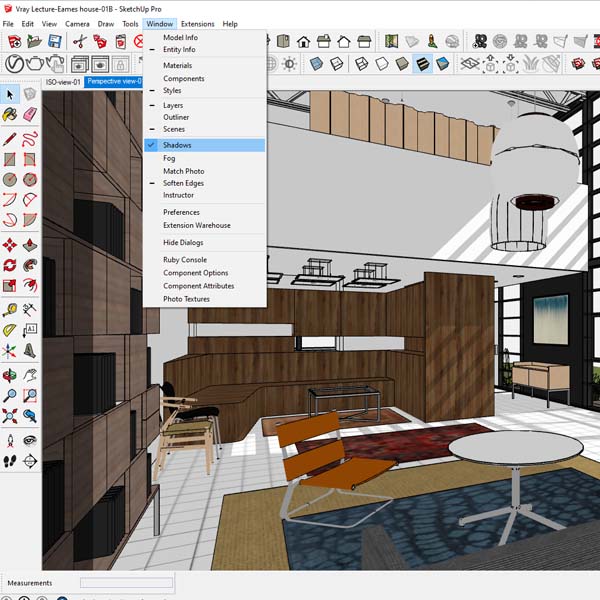 Vray Lecture-Eames house-01B - SketchUp Pro
File Edit View Camera Draw Tools Window Extensions Help
Model Info
Entity Info
Materials
Components
Styles
Layers
Outliner
Scenes
Shadows
Fog
Match Photo
Soften Edges
Instructor
Preferences
Extension Warehouse
Hide Dialogs
Ruby Console
Component Options
Component Attributes
Photo Textures
ISO-view-01 Perspective view-0
A1
Measurements